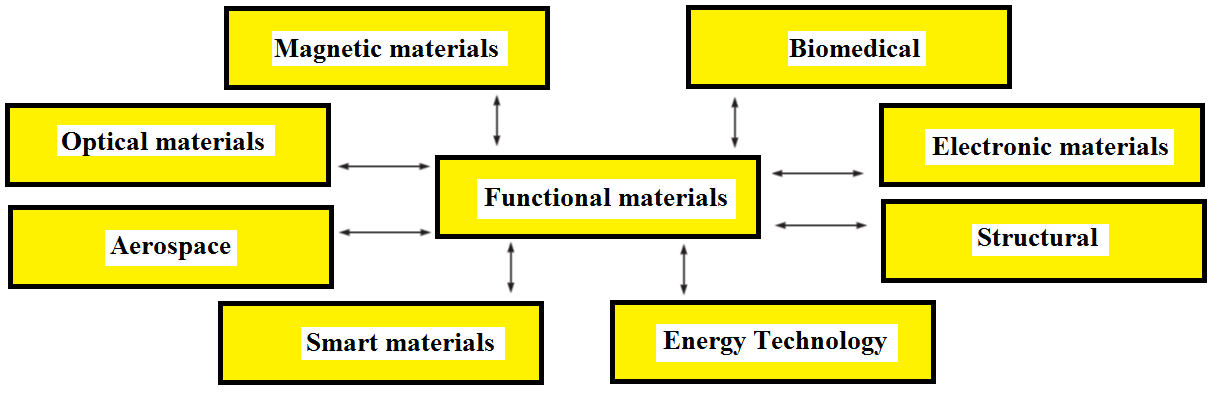 Magnetic materials
Biomedical
Optical materials
Electronic materials
Functional materials
Aerospace
Structural
Smart materials
Energy Technology